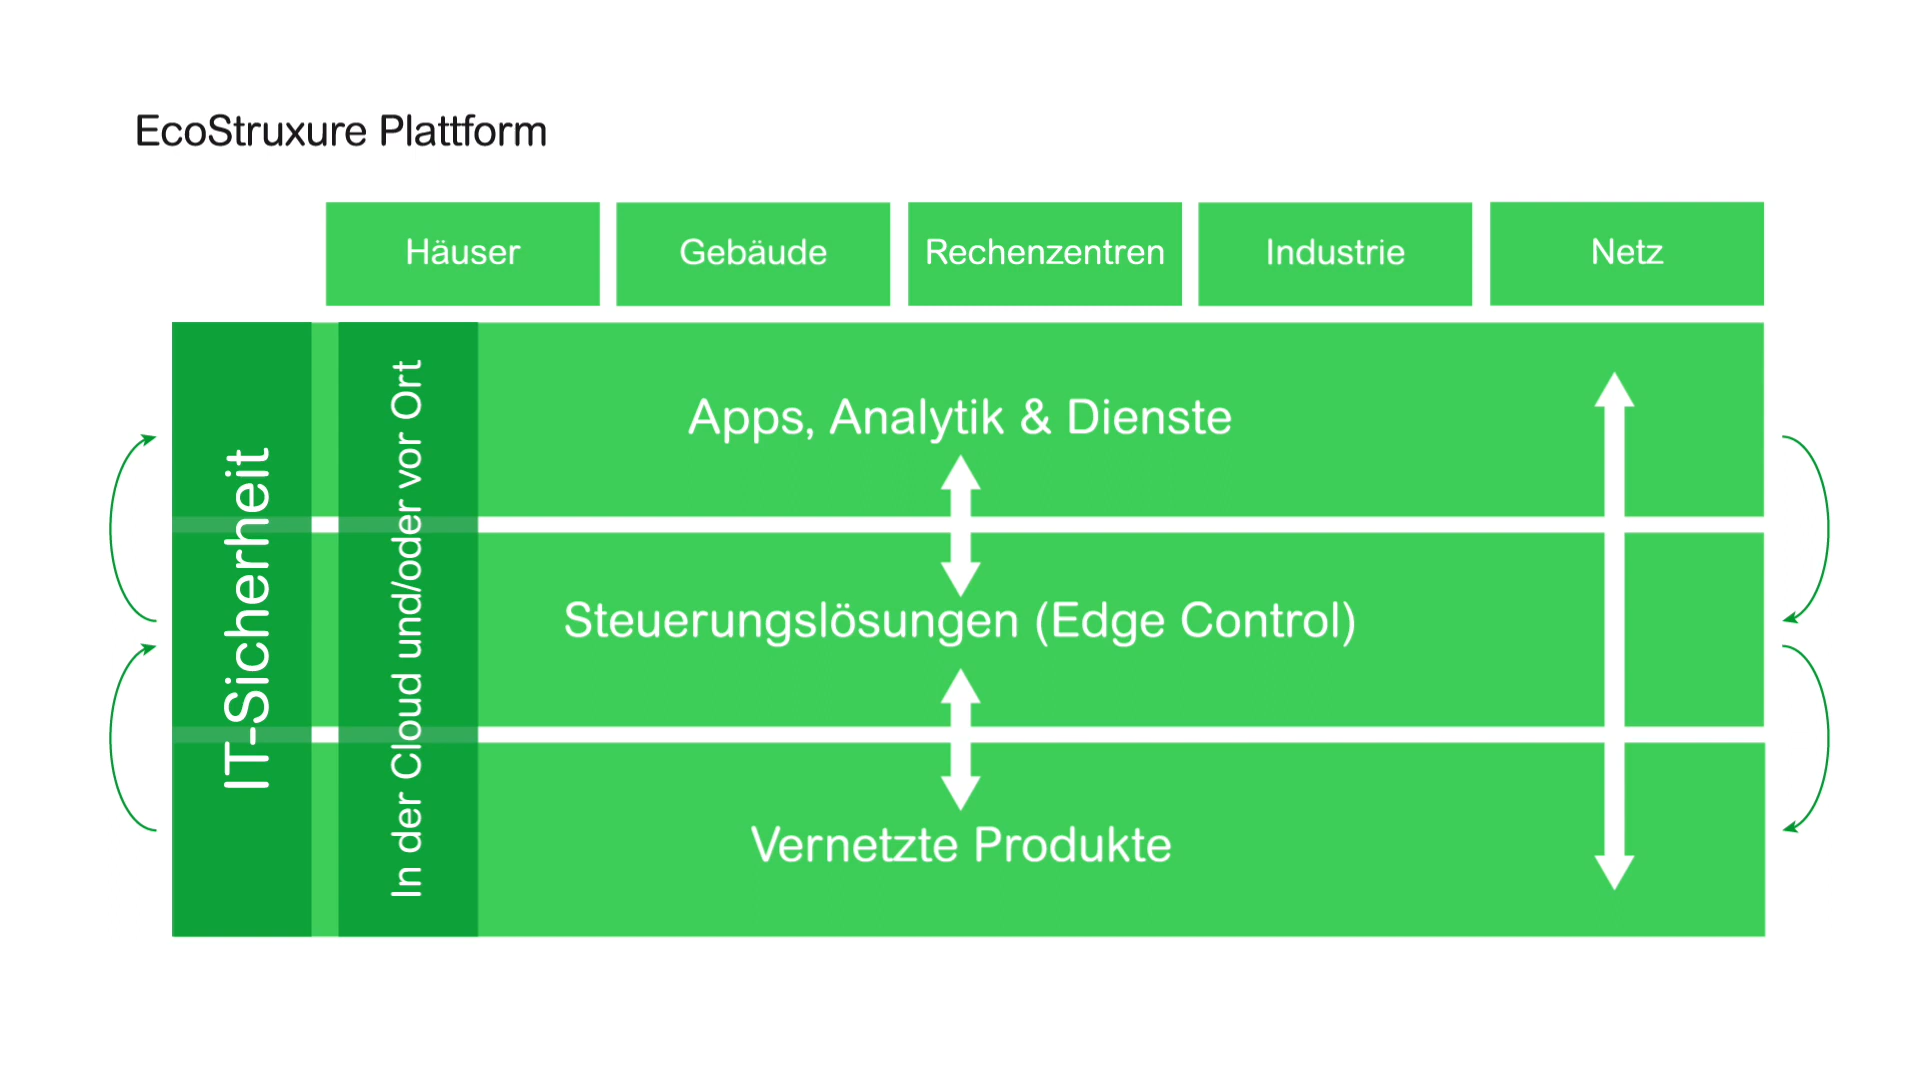 EcoStruxure Plattform
Häuser
Gebäude
Rechenzentren
Industrie
Netz
IT-Sicherheit
In der Cloud und/oder vor Ort
Apps, Analytik & Dienste
Steuerungslösungen (Edge Control)
Vernetzte Produkte